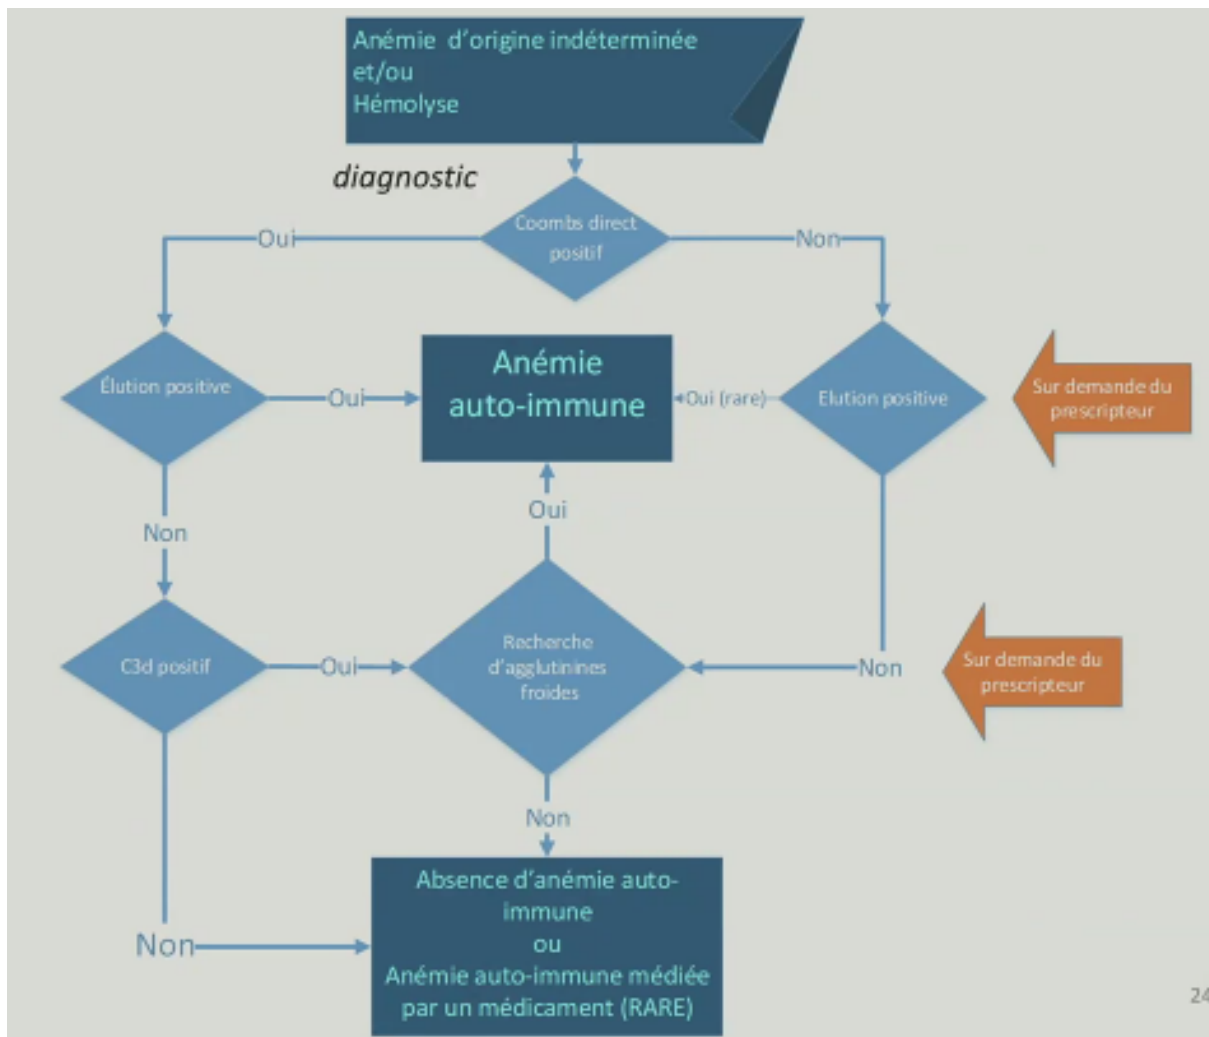 Anémie d'origine indéterminée
et/ou
Hémolyse
diagnostic
Coombs direct
positif
Oui
Non
Élution positive
Oui
Anémie
auto-immune
Oui (rare)
Elution positive
Sur demande du
prescripteur
Non
Oui
C3d positif
Oui
Recherche
d'agglutinines
froides
Non
Sur demande du
prescripteur
Non
Absence d'anémie auto-
immune
ou
Anémie auto-immune médiée
par un médicament (RARE)
Non
24